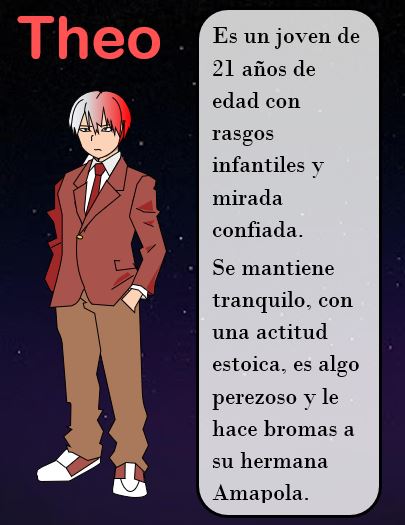 Theo
Es un joven de
21 años de
edad con
rasgos
infantiles y
mirada
confiada.
Se mantiene
tranquilo, con
una actitud
estoica, es algo
perezoso y le
hace bromas a
su hermana
Amapola.